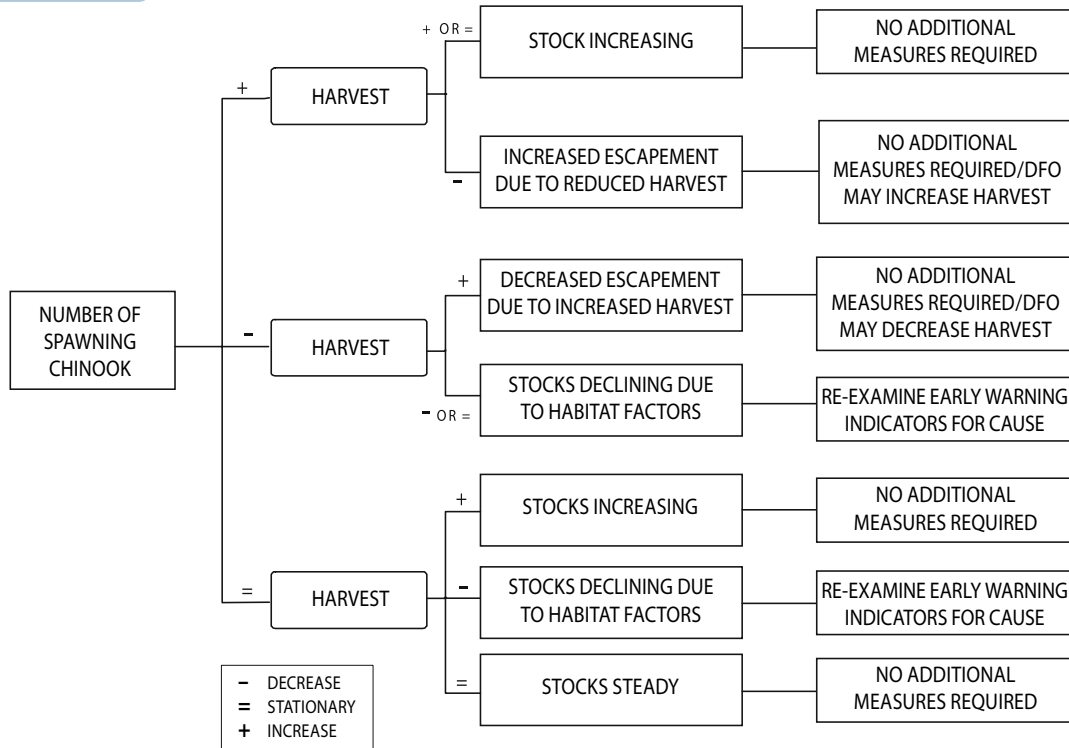 + OR =
STOCK INCREASING
NO ADDITIONAL
MEASURES REQUIRED
+
HARVEST
INCREASED ESCAPEMENT
DUE TO REDUCED HARVEST
-
NO ADDITIONAL
MEASURES REQUIRED/DFO
MAY INCREASE HARVEST
NUMBER OF
SPAWNING
CHINOOK
-
HARVEST
+
DECREASED ESCAPEMENT
DUE TO INCREASED HARVEST
NO ADDITIONAL
MEASURES REQUIRED/DFO
MAY DECREASE HARVEST
- OR =
STOCKS DECLINING DUE
TO HABITAT FACTORS
RE-EXAMINE EARLY WARNING
INDICATORS FOR CAUSE
=
HARVEST
+
STOCKS INCREASING
NO ADDITIONAL
MEASURES REQUIRED
-
STOCKS DECLINING DUE
TO HABITAT FACTORS
RE-EXAMINE EARLY WARNING
INDICATORS FOR CAUSE
=
STOCKS STEADY
NO ADDITIONAL
MEASURES REQUIRED
- DECREASE
= STATIONARY
+ INCREASE